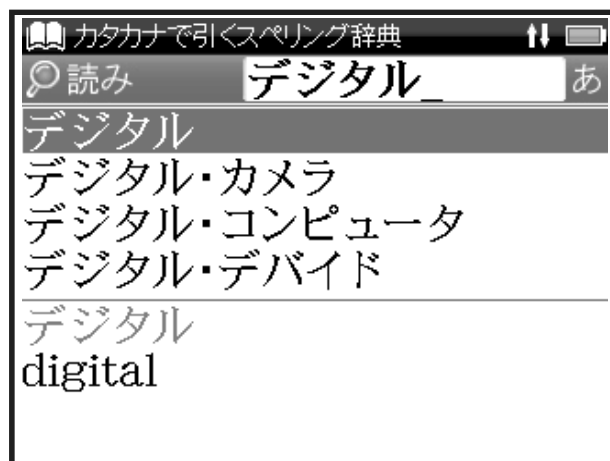 カタカナで引くスペリング辞典
読み デジタル_ あ
デジタル
デジタル・カメラ
デジタル・コンピュータ
デジタル・デバイド
デジタル
digital